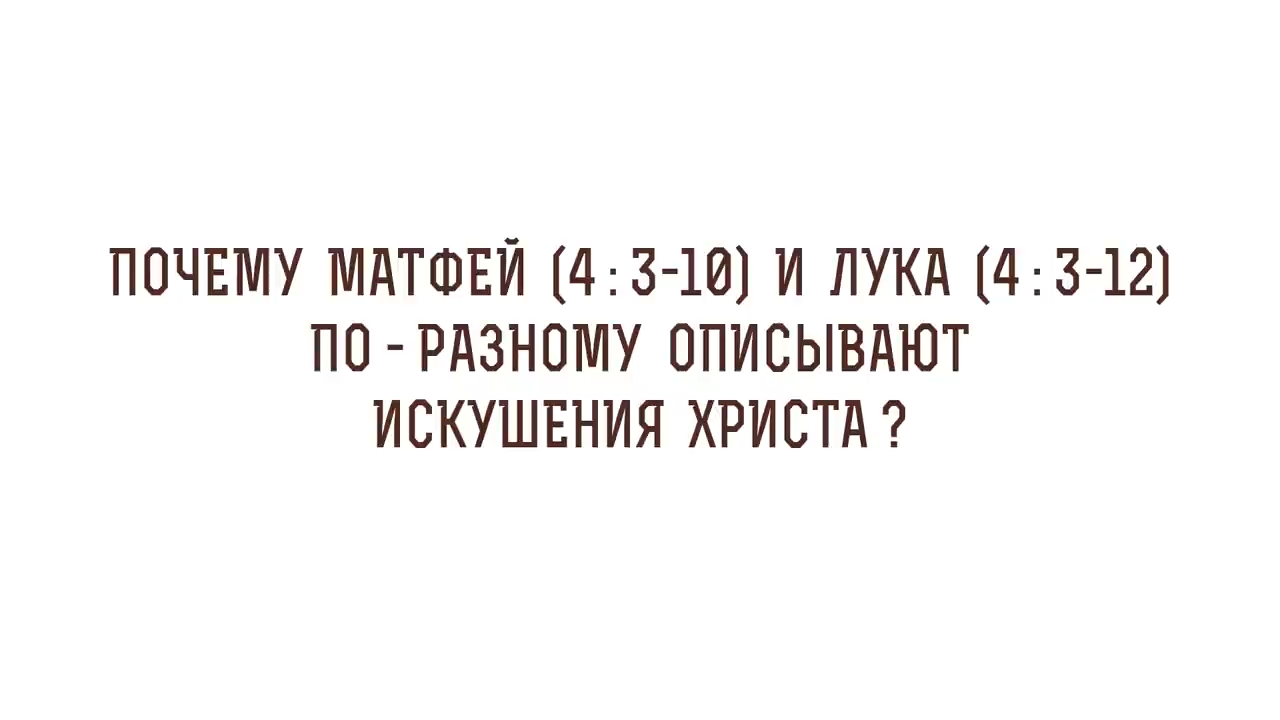 ПОЧЕМУ МАТФЕЙ (4:3-10) И ЛУКА (4:3-12)
ПО-РАЗНОМУ ОПИСЫВАЮТ
ИСКУШЕНИЯ ХРИСТА?